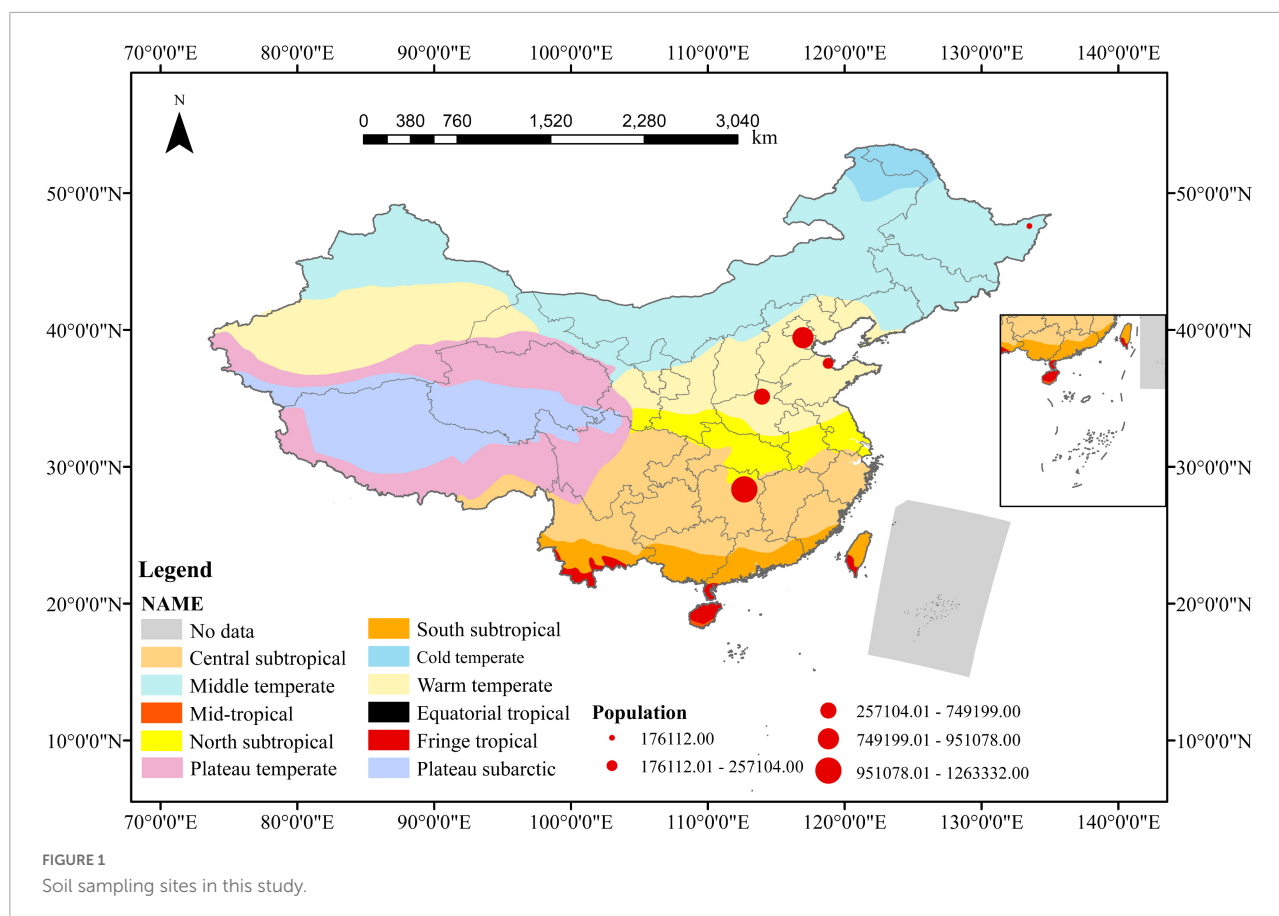 70°0'0"E 80°0'0"E 90°0'0"E 100°0'0"E 110°0'0"E 120°0'0"E 130°0'0"E 140°0'0"E
N
0 380 760 1,520 2,280 3,040
km
50°0'0"N 50°0'0"N
40°0'0"N 40°0'0"N
30°0'0"N 30°0'0"N
20°0'0"N 20°0'0"N
10°0'0"N 10°0'0"N
Legend
NAME
No data
Central subtropical
Middle temperate
Mid-tropical
North subtropical
Plateau temperate
South subtropical
Cold temperate
Warm temperate
Equatorial tropical
Fringe tropical
Plateau subarctic
Population
176112.00
176112.01 - 257104.00
257104.01 - 749199.00
749199.01 - 951078.00
951078.01 - 1263332.00
70°0'0"E 80°0'0"E 90°0'0"E 100°0'0"E 110°0'0"E 120°0'0"E 130°0'0"E 140°0'0"E
FIGURE 1
Soil sampling sites in this study.